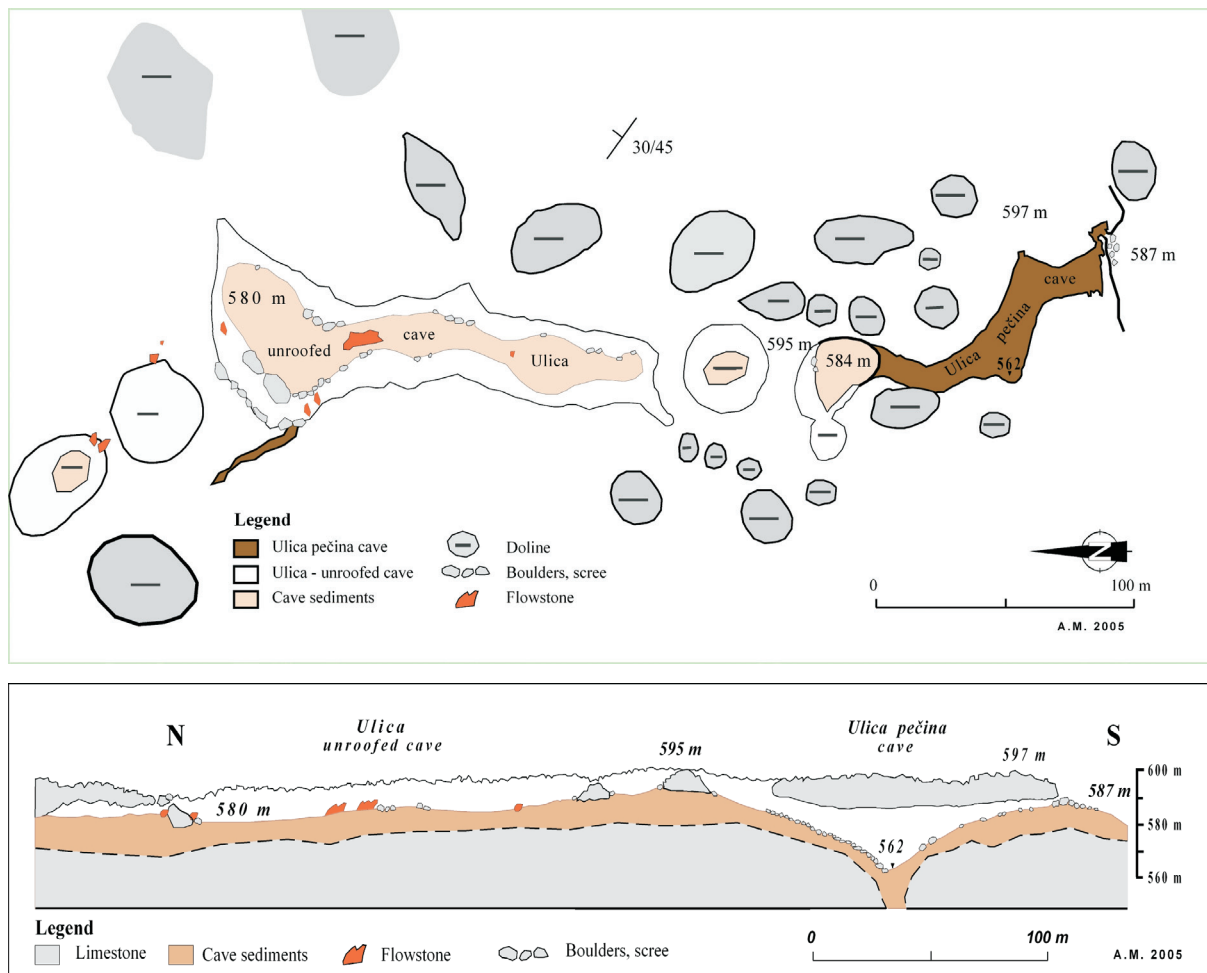 30/45
597 m
587 m
cave
580 m
cave
unroofed
Ulica
595 m
584 m
Ulica
pečina
562
Legend
Ulica pečina cave
Ulica - unroofed cave
Cave sediments
Doline
Boulders, scree
Flowstone
N
0
100 m
A.M. 2005
N
Ulica
unroofed cave
595 m
Ulica pečina
cave
597 m
S
587 m
580 m
562
600 m
580 m
560 m
Legend
Limestone
Cave sediments
Flowstone
Boulders, scree
0
100 m
A.M. 2005